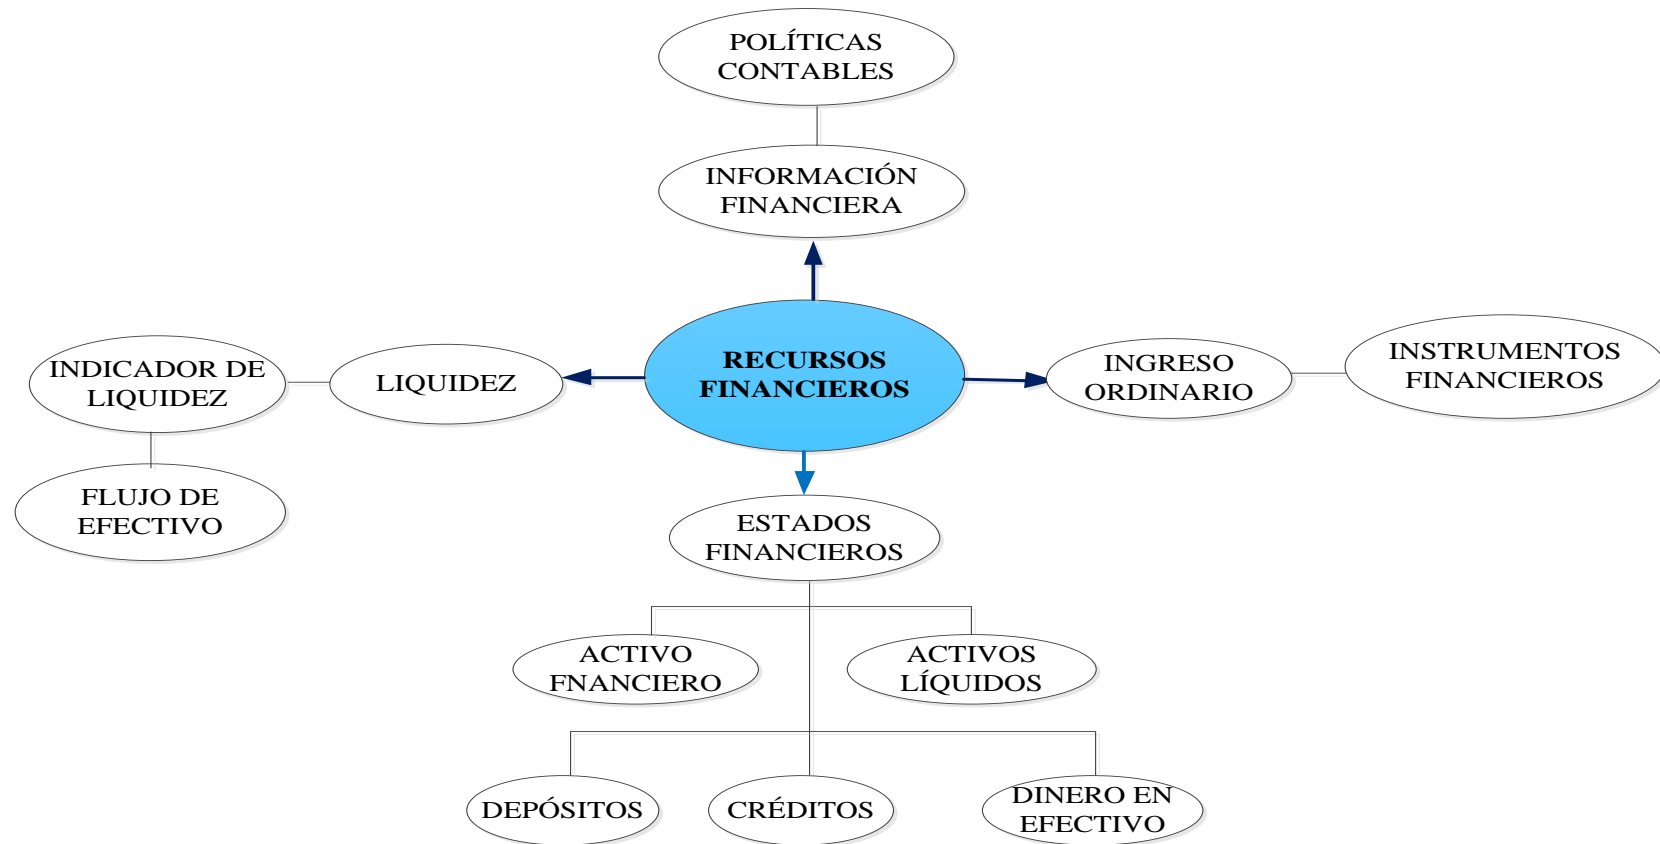 POLÍTICAS
CONTABLES
INFORMACIÓN
FINANCIERA
INDICADOR DE
LIQUIDEZ
LIQUIDEZ
RECURSOS
FINANCIEROS
INGRESO
ORDINARIO
INSTRUMENTOS
FINANCIEROS
FLUJO DE
EFECTIVO
ESTADOS
FINANCIEROS
ACTIVO
FNANCIERO
ACTIVOS
LÍQUIDOS
DEPÓSITOS
CRÉDITOS
DINERO EN
EFECTIVO